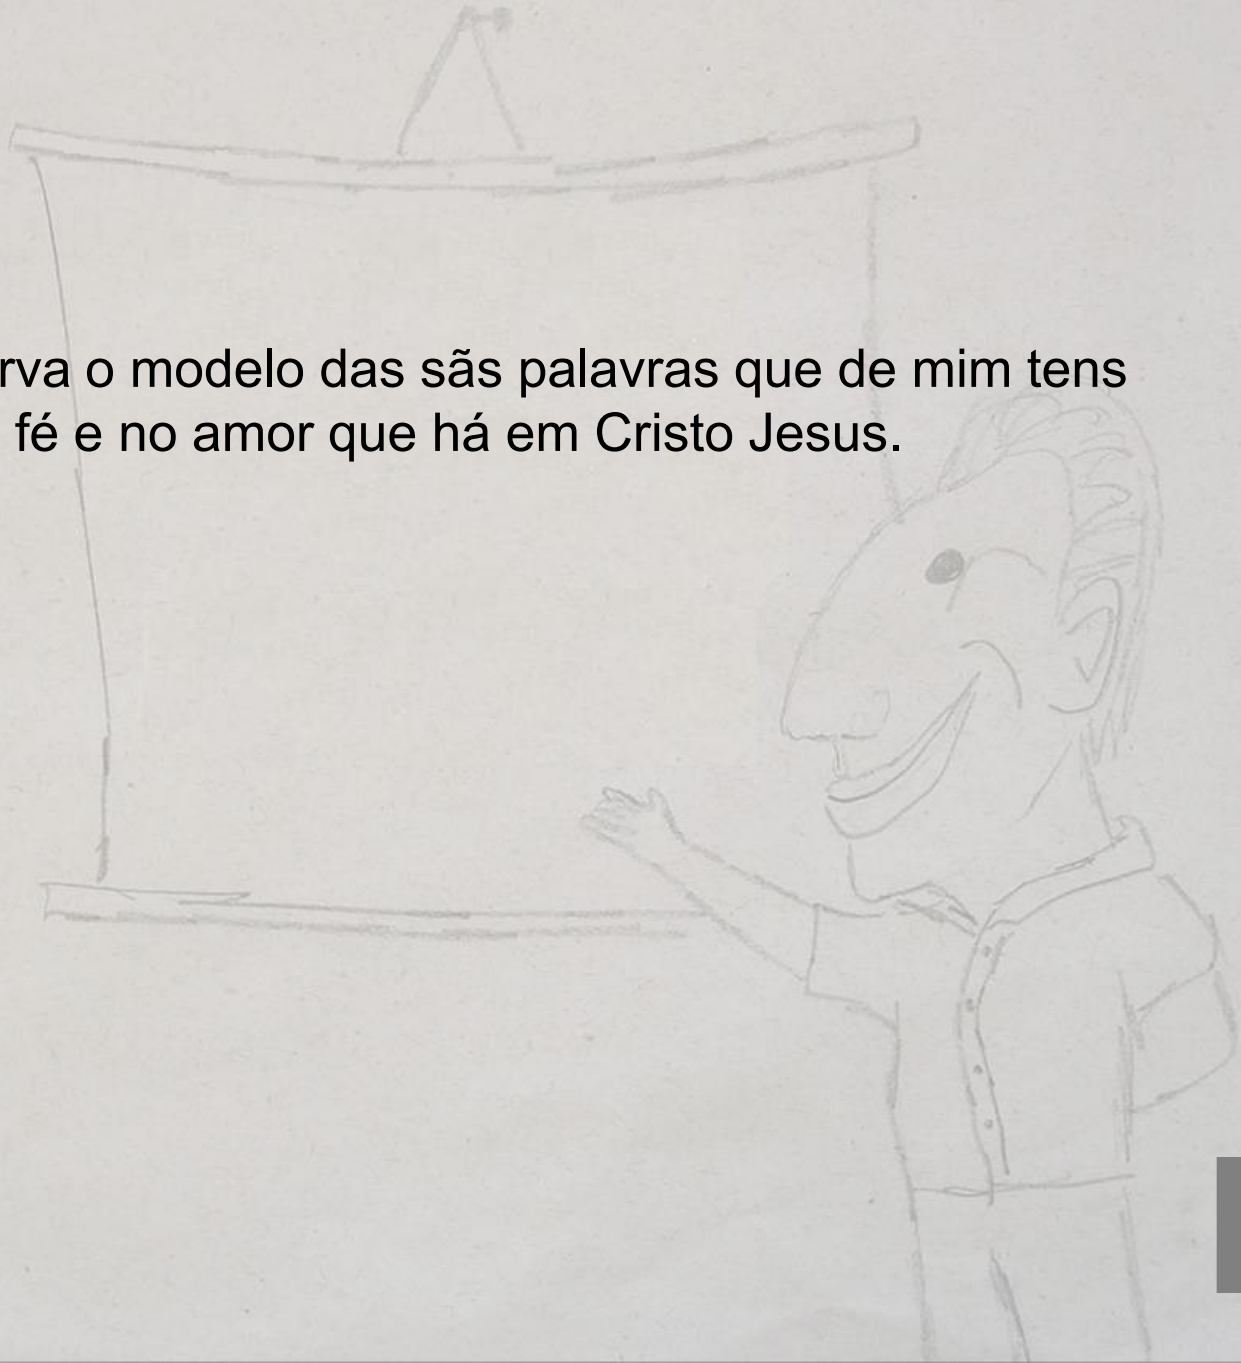 rva o modelo das sãs palavras que de mim tens
fé e no amor que há em Cristo Jesus.